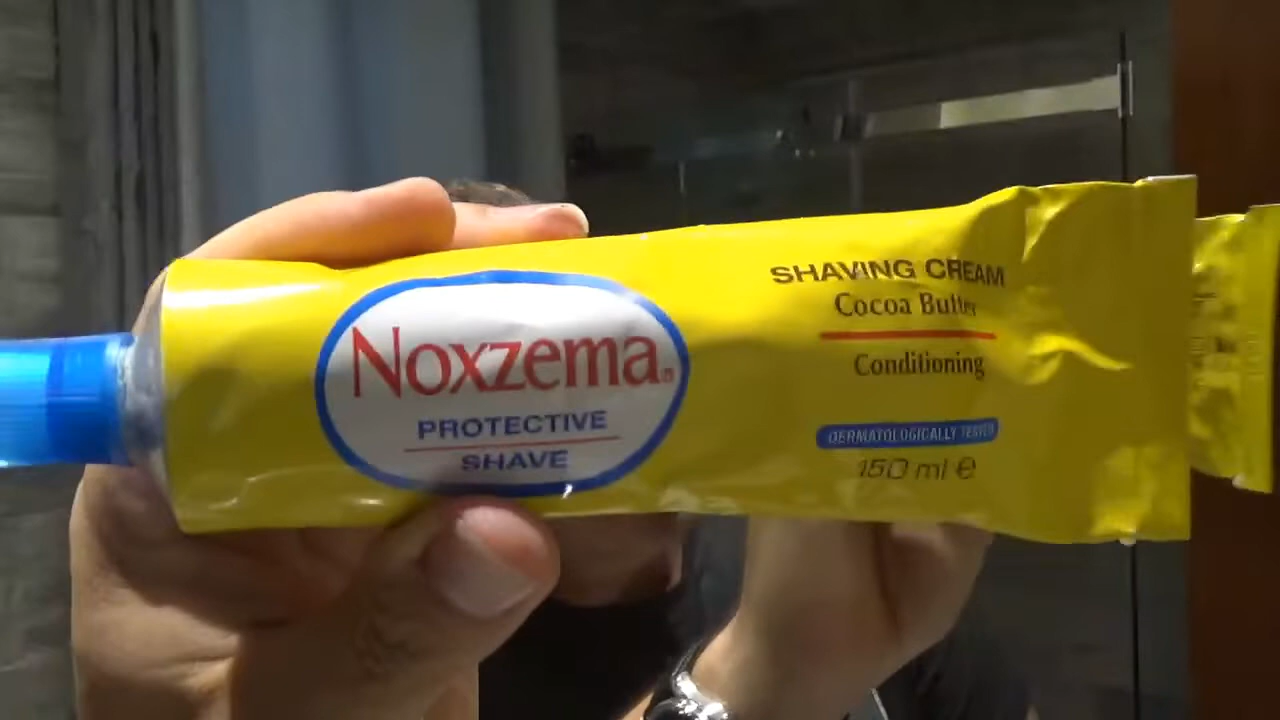 Noxzema®
PROTECTIVE
SHAVE
SHAVING CREAM
Cocoa Butter
Conditioning
DERMATOLOGICALLY TESTED
150 ml ℮